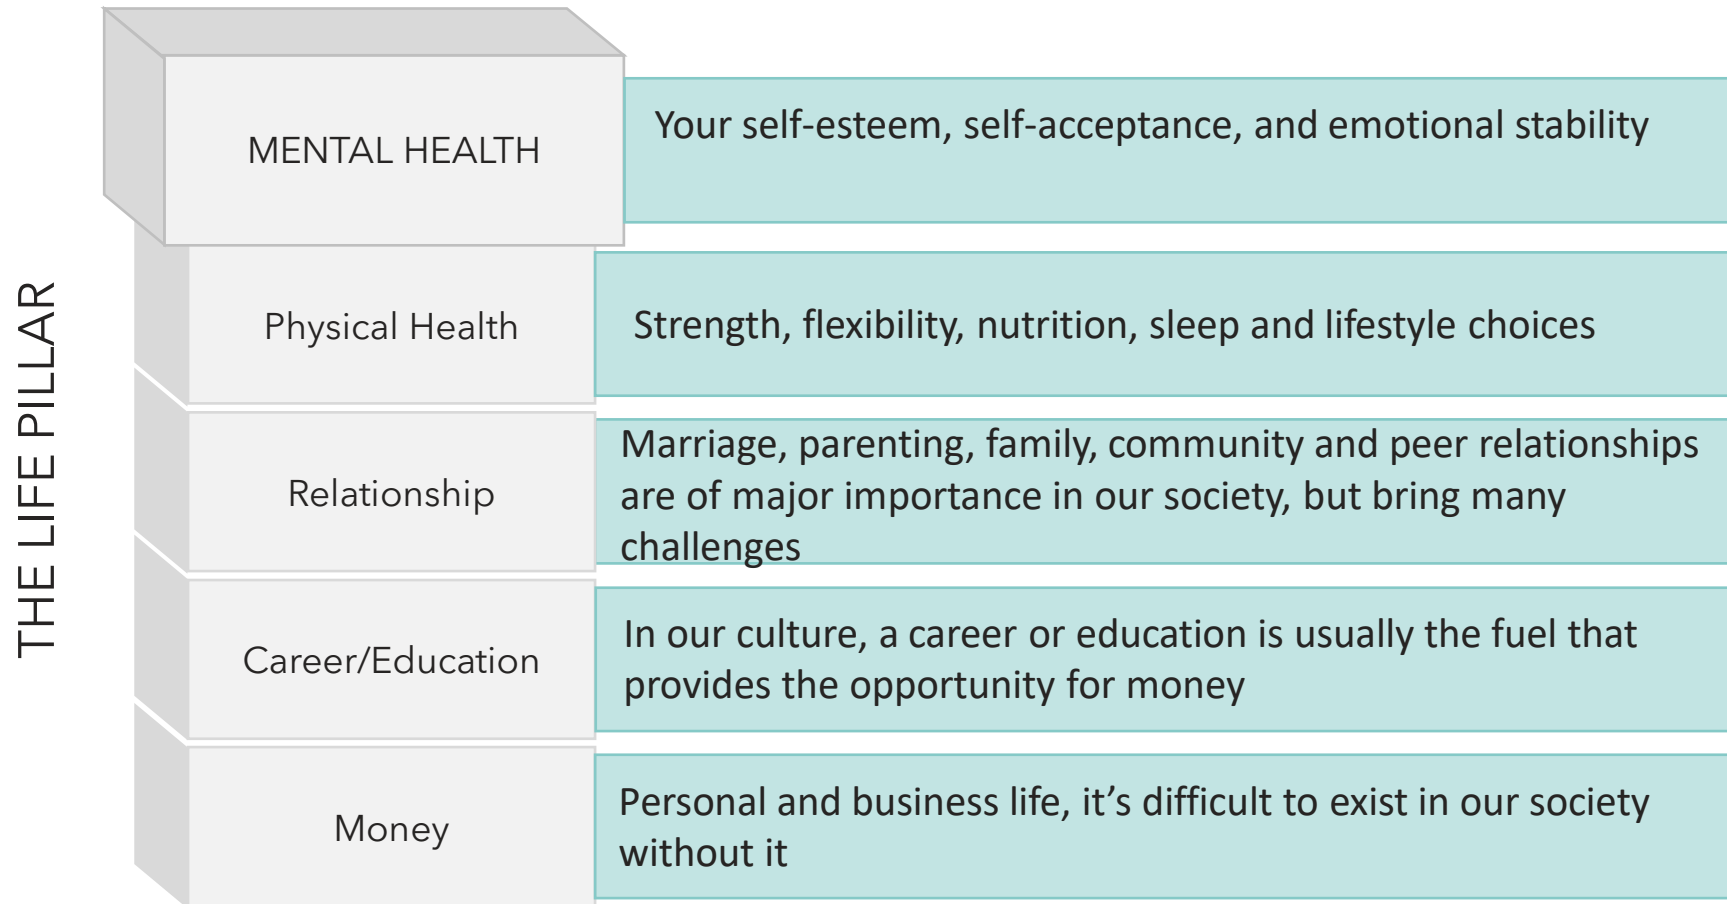 THE LIFE PILLAR
MENTAL HEALTH
Your self-esteem, self-acceptance, and emotional stability
Physical Health
Strength, flexibility, nutrition, sleep and lifestyle choices
Relationship
Marriage, parenting, family, community and peer relationships
are of major importance in our society, but bring many
challenges
Career/Education
In our culture, a career or education is usually the fuel that
provides the opportunity for money
Money
Personal and business life, it’s difficult to exist in our society
without it